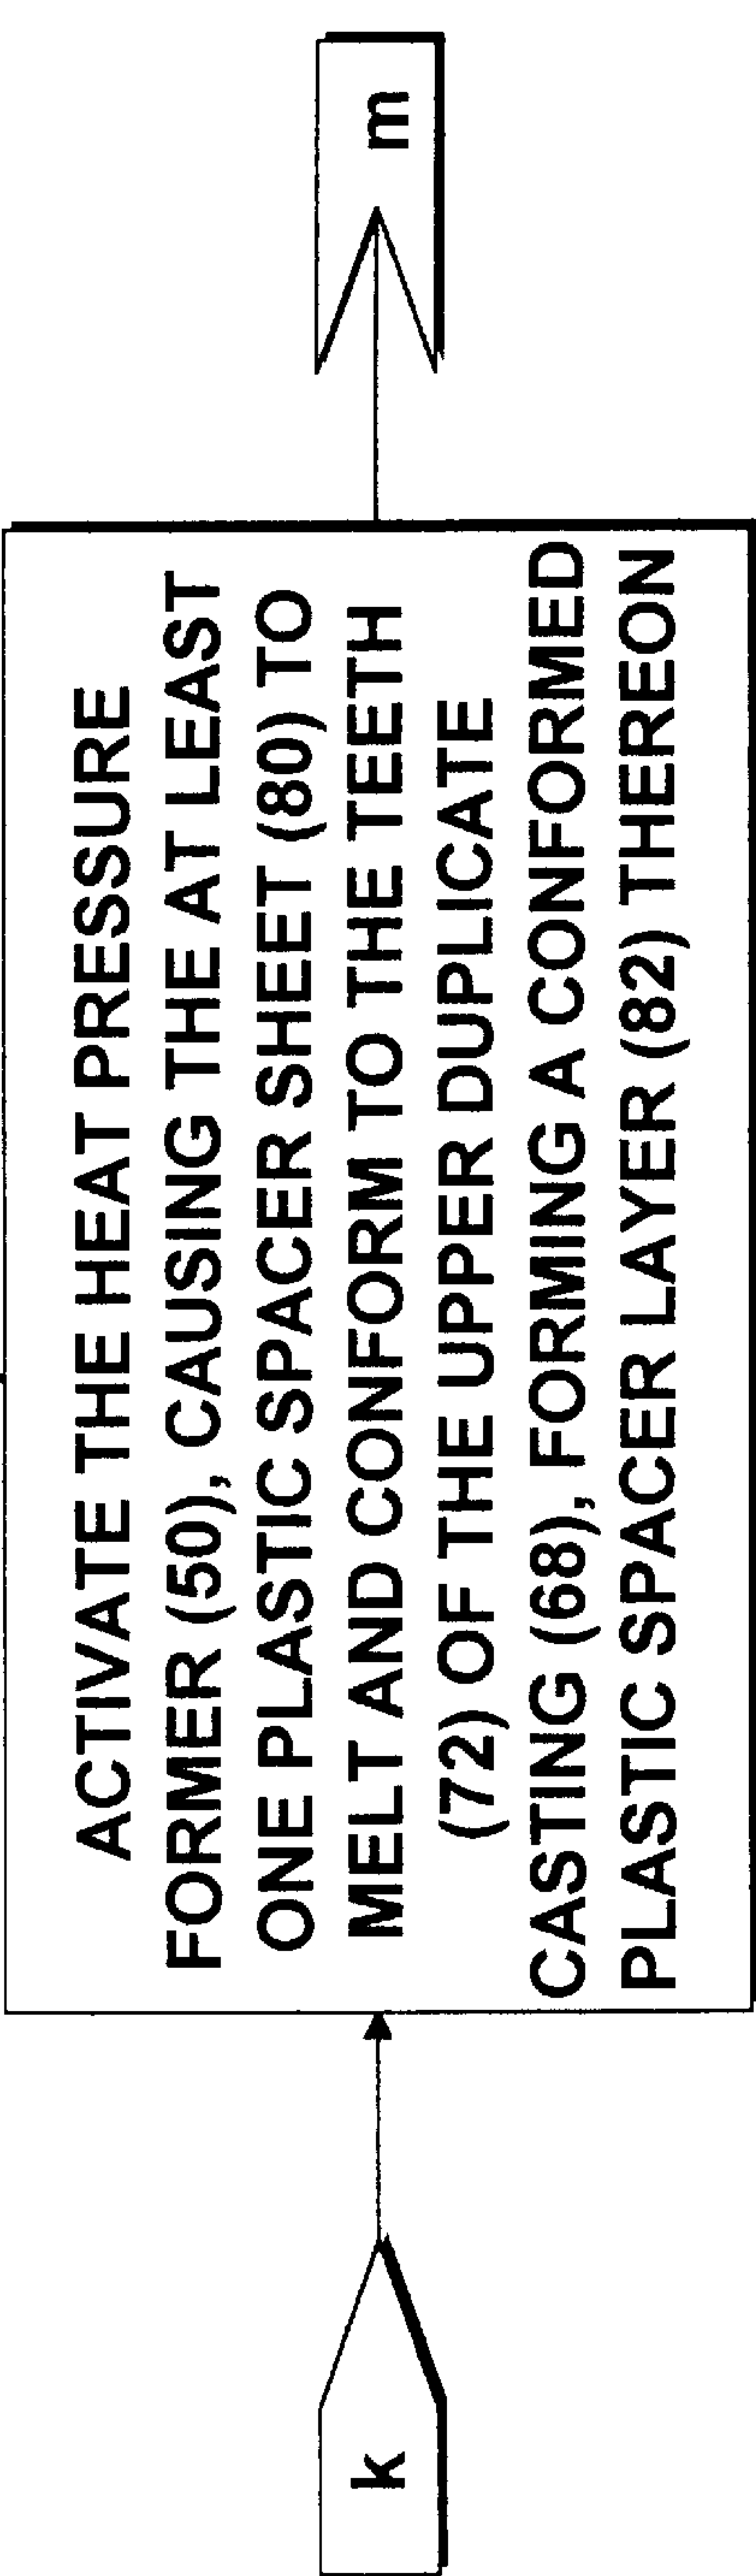 k
ACTIVATE THE HEAT PRESSURE
FORMER (50), CAUSING THE AT LEAST
ONE PLASTIC SPACER SHEET (80) TO
MELT AND CONFORM TO THE TEETH
(72) OF THE UPPER DUPLICATE
CASTING (68), FORMING A CONFORMED
PLASTIC SPACER LAYER (82) THEREON
m